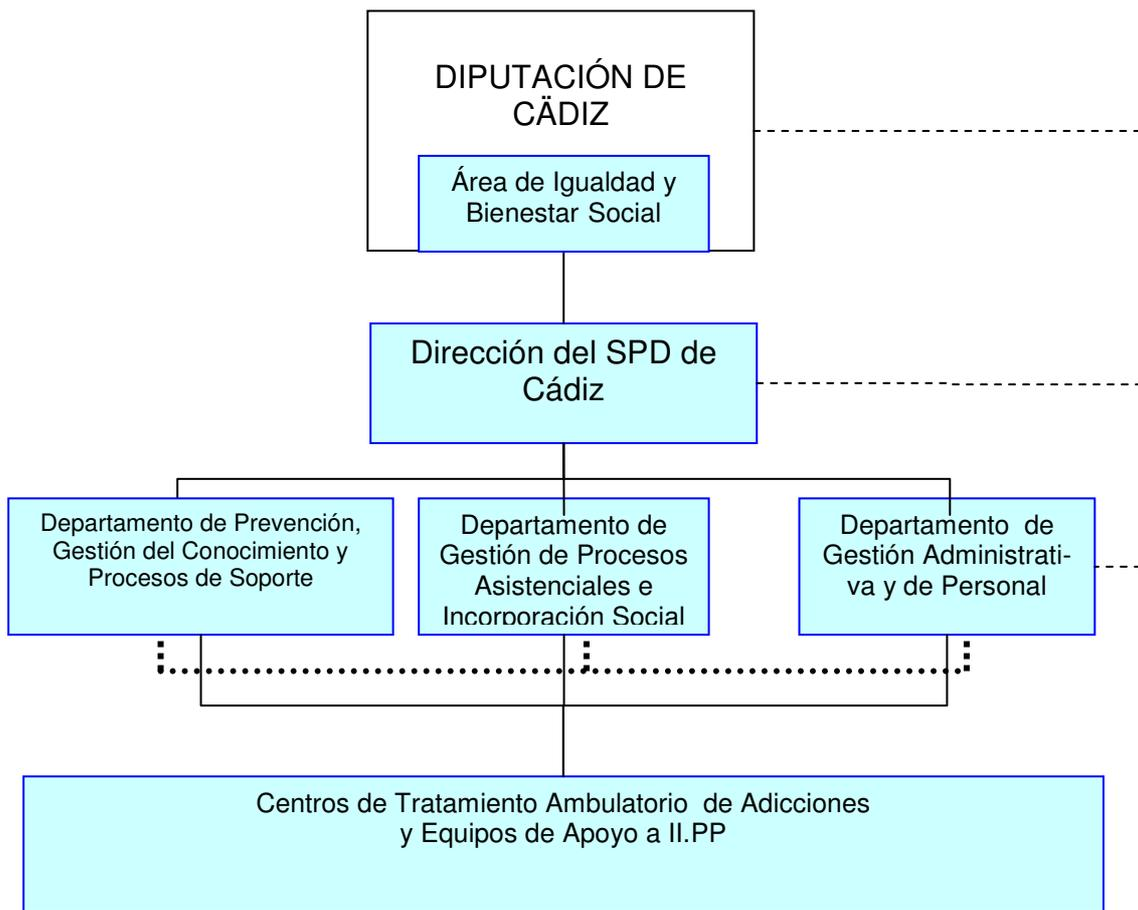 DIPUTACIÓN DE
CÄDIZ
Área de Igualdad y
Bienestar Social
Dirección del SPD de
Cádiz
Departamento de Prevención,
Gestión del Conocimiento y
Procesos de Soporte
Departamento de
Gestión de Procesos
Asistenciales e
Incorporación Social
Departamento de
Gestión Administrati-
va y de Personal
Centros de Tratamiento Ambulatorio de Adicciones
y Equipos de Apoyo a II.PP